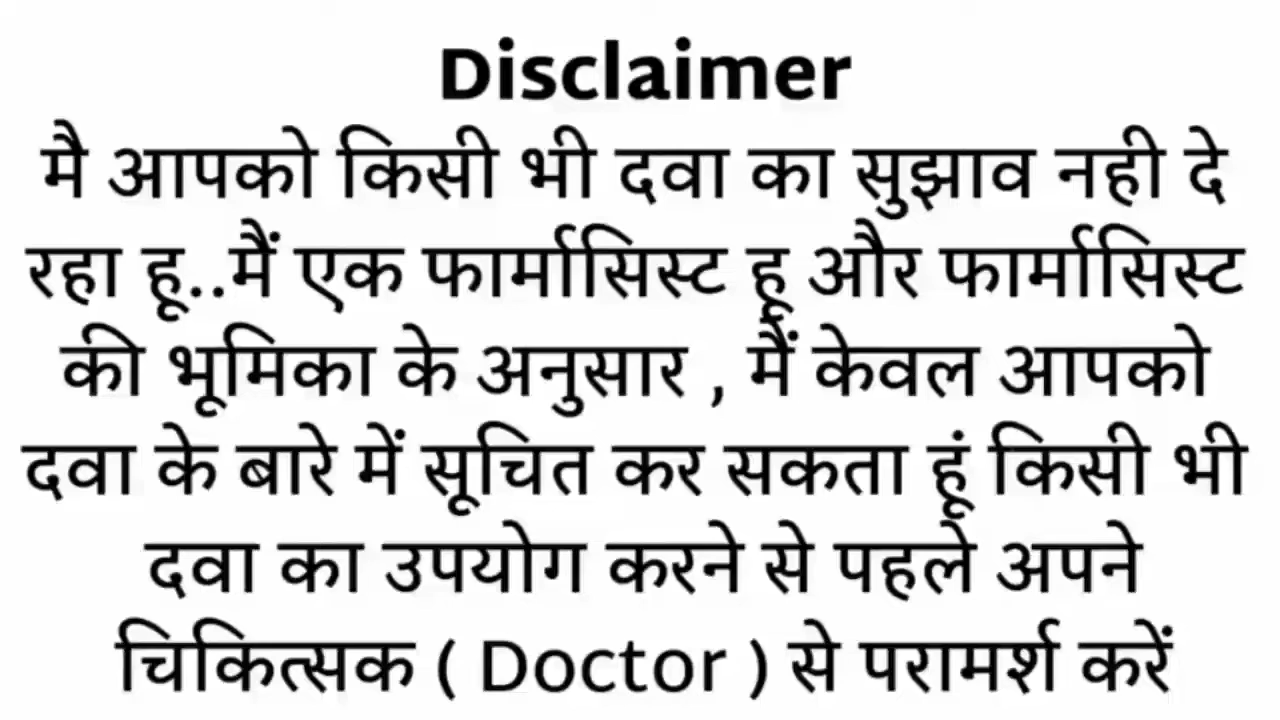 Disclaimer
मै आपको किसी भी दवा का सुझाव नही दे
रहा हू..मैं एक फार्मासिस्ट हू और फार्मासिस्ट
की भूमिका के अनुसार , मैं केवल आपको
दवा के बारे में सूचित कर सकता हूं किसी भी
दवा का उपयोग करने से पहले अपने
चिकित्सक ( Doctor ) से परामर्श करें